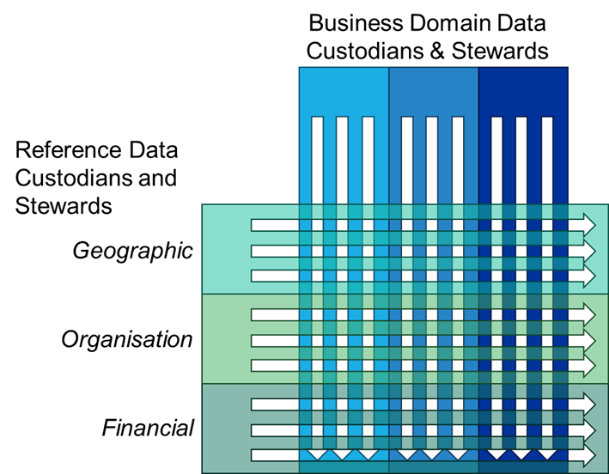 Business Domain Data
Custodians & Stewards
Reference Data
Custodians and
Stewards
Geographic
Organisation
Financial